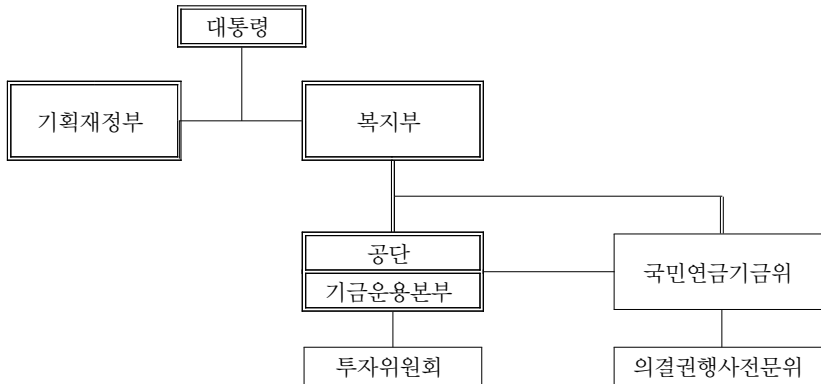 대통령
기획재정부
복지부
공단
기금운용본부
국민연금기금위
투자위원회
의결권행사전문위